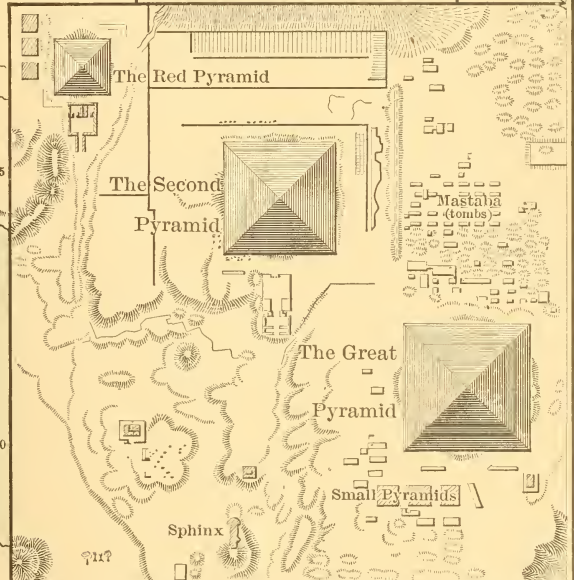 The Red Pyramid
The Second
Pyramid
Mastaba
(tombs)
The Great
Pyramid
Small Pyramids
Sphinx